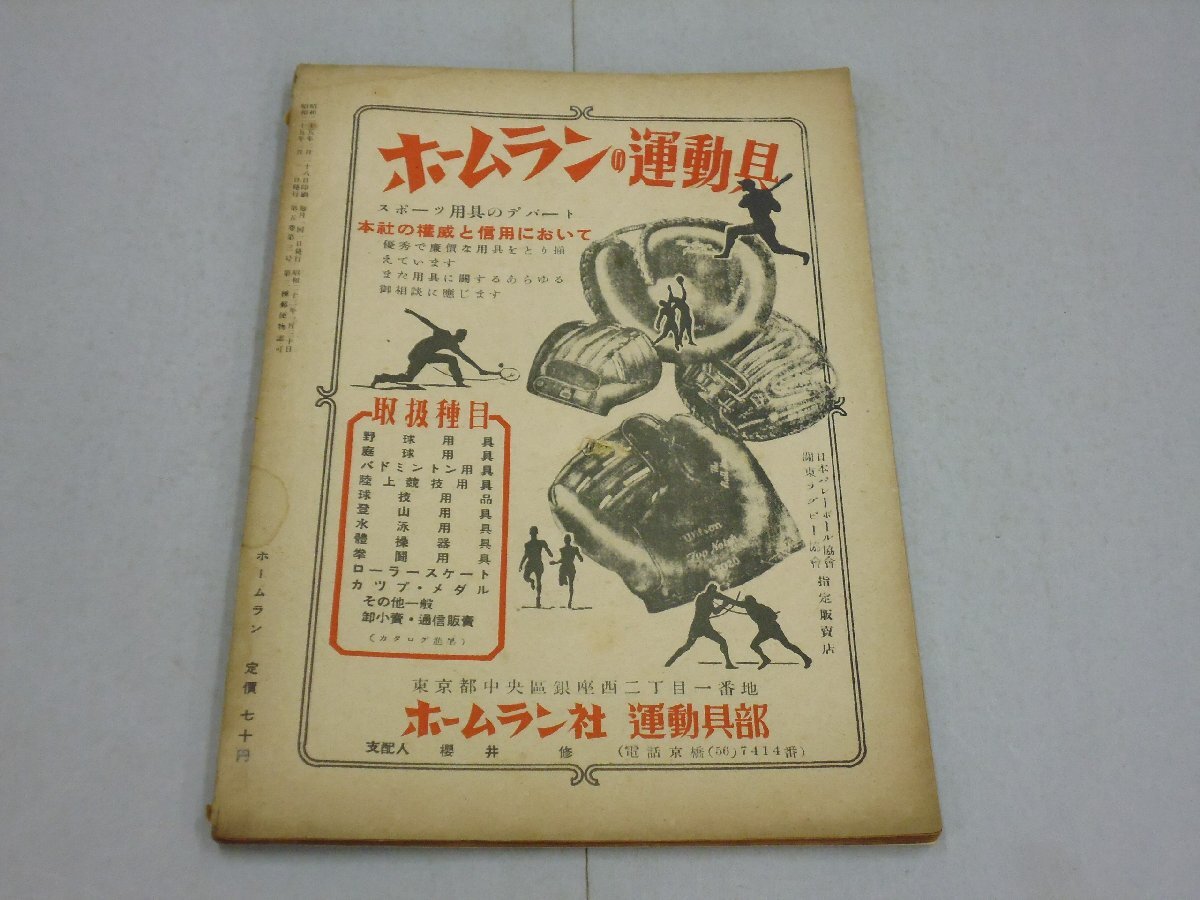 ホームランの運動具
スポーツ用具のデパート
本社の權威と信用において
優秀で廉價な用具をとり揃
えています
また用具に關するあらゆる
御相談に應じます
取扱種目
野球用具
庭球用具
バドミントン用具
陸上競技用具
球技用品
登山用具
水泳用具
體操器具
拳鬪用具
ローラースケート
カツプ・メダル
その他一般
卸小賣・通信販賣
日本バレーボール協會
關東ラグビー協會
指定販賣店
東京都中央區銀座西二丁目一番地
ホームラン社 運動具部
支配人 櫻井 修 (電話京橋(56)7414番)
ホームラン 定價 七十円